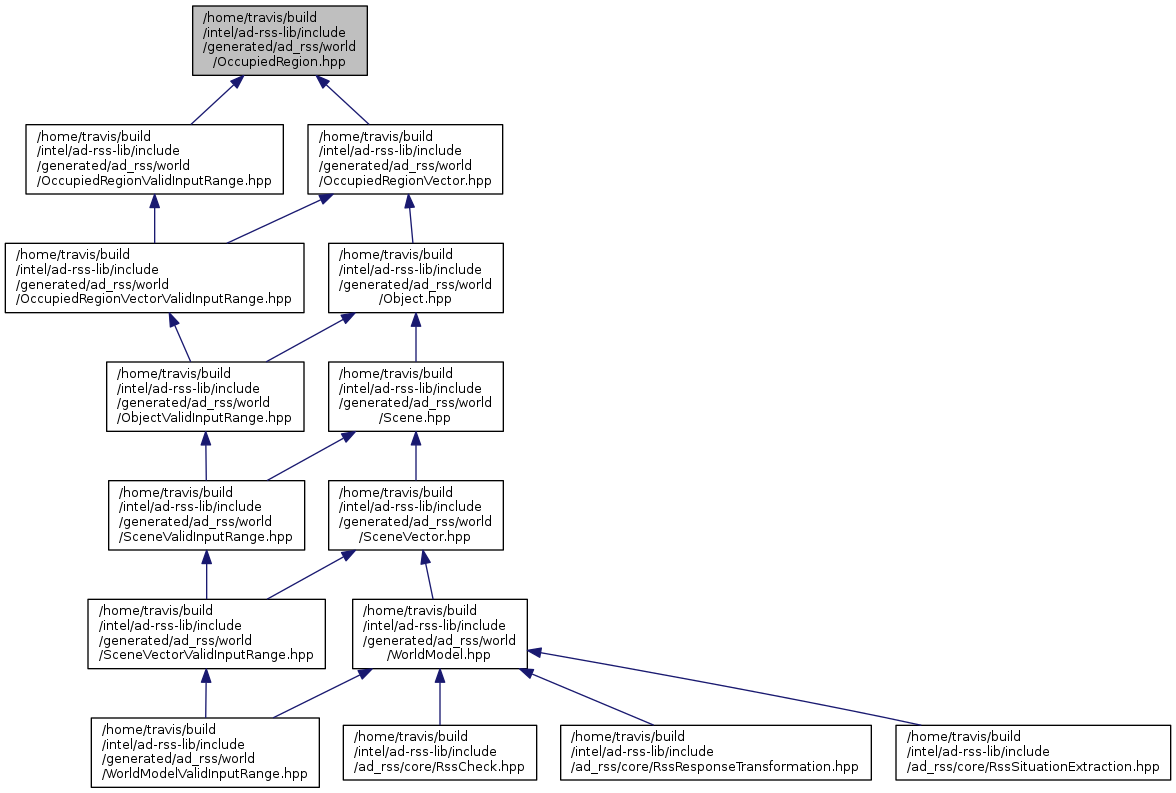 /home/travis/build
/intel/ad-rss-lib/include
/generated/ad_rss/world
/OccupiedRegion.hpp
/home/travis/build
/intel/ad-rss-lib/include
/generated/ad_rss/world
/OccupiedRegionValidInputRange.hpp
/home/travis/build
/intel/ad-rss-lib/include
/generated/ad_rss/world
/OccupiedRegionVector.hpp
/home/travis/build
/intel/ad-rss-lib/include
/generated/ad_rss/world
/OccupiedRegionVectorValidInputRange.hpp
/home/travis/build
/intel/ad-rss-lib/include
/generated/ad_rss/world
/Object.hpp
/home/travis/build
/intel/ad-rss-lib/include
/generated/ad_rss/world
/ObjectValidInputRange.hpp
/home/travis/build
/intel/ad-rss-lib/include
/generated/ad_rss/world
/Scene.hpp
/home/travis/build
/intel/ad-rss-lib/include
/generated/ad_rss/world
/SceneValidInputRange.hpp
/home/travis/build
/intel/ad-rss-lib/include
/generated/ad_rss/world
/SceneVector.hpp
/home/travis/build
/intel/ad-rss-lib/include
/generated/ad_rss/world
/SceneVectorValidInputRange.hpp
/home/travis/build
/intel/ad-rss-lib/include
/generated/ad_rss/world
/WorldModel.hpp
/home/travis/build
/intel/ad-rss-lib/include
/generated/ad_rss/world
/WorldModelValidInputRange.hpp
/home/travis/build
/intel/ad-rss-lib/include
/ad_rss/core/RssCheck.hpp
/home/travis/build
/intel/ad-rss-lib/include
/ad_rss/core/RssResponseTransformation.hpp
/home/travis/build
/intel/ad-rss-lib/include
/ad_rss/core/RssSituationExtraction.hpp